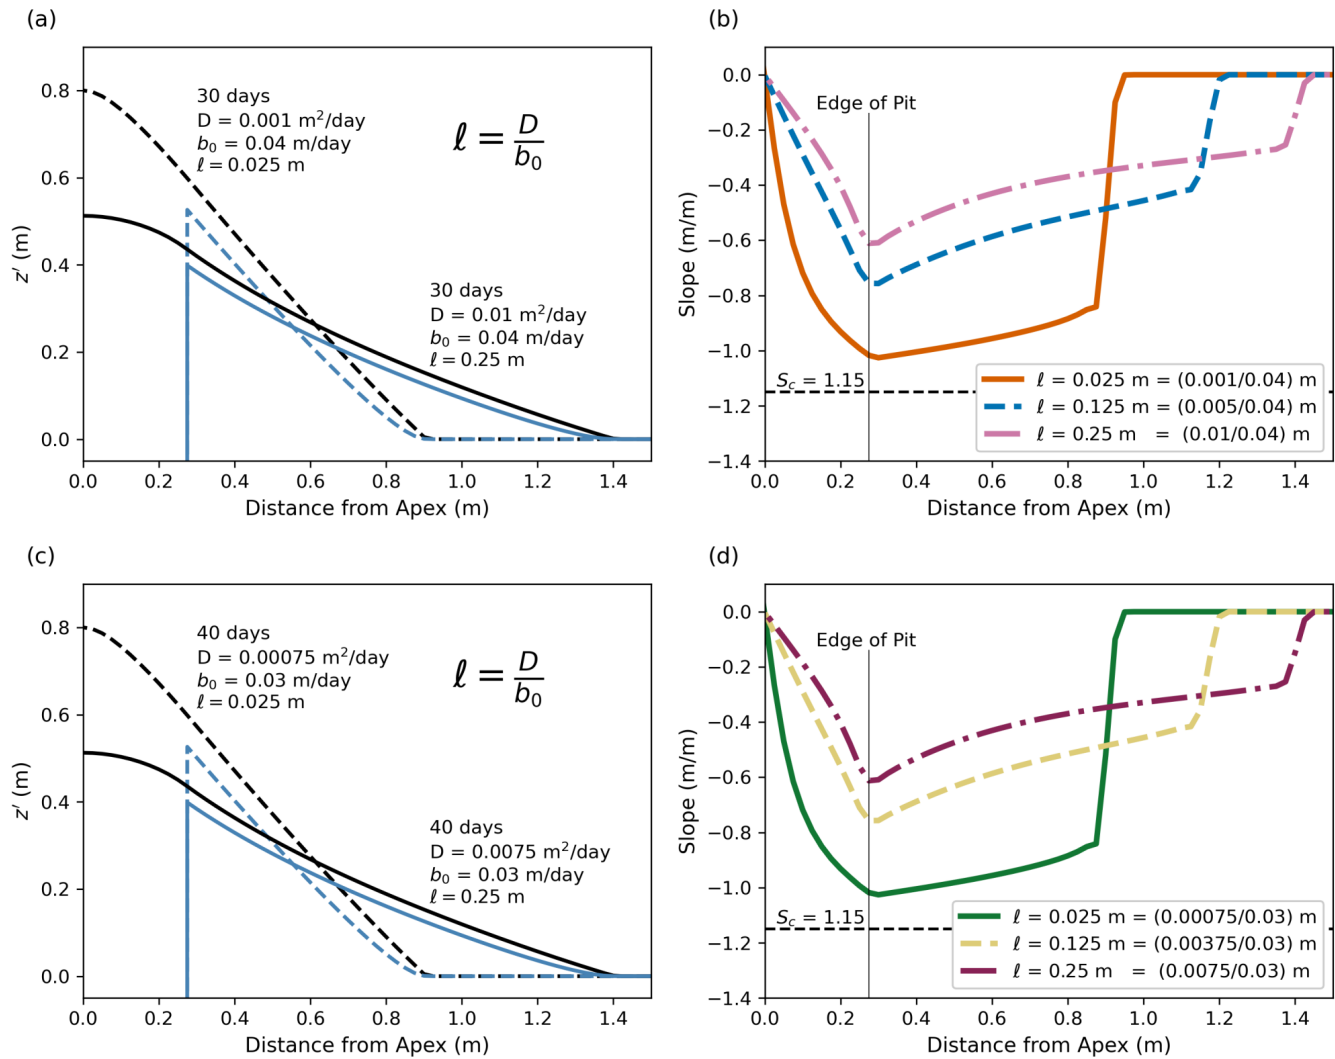 (a)
30 days
D = 0.001 m²/day
b₀ = 0.04 m/day
ℓ = 0.025 m
ℓ = D/b₀
30 days
D = 0.01 m²/day
b₀ = 0.04 m/day
ℓ = 0.25 m
z′ (m)
0.8
0.6
0.4
0.2
0.0
0.0 0.2 0.4 0.6 0.8 1.0 1.2 1.4
Distance from Apex (m)
(b)
Edge of Pit
S_c = 1.15
ℓ = 0.025 m = (0.001/0.04) m
ℓ = 0.125 m = (0.005/0.04) m
ℓ = 0.25 m = (0.01/0.04) m
Slope (m/m)
0.0
−0.2
−0.4
−0.6
−0.8
−1.0
−1.2
−1.4
0.0 0.2 0.4 0.6 0.8 1.0 1.2 1.4
Distance from Apex (m)
(c)
40 days
D = 0.00075 m²/day
b₀ = 0.03 m/day
ℓ = 0.025 m
ℓ = D/b₀
40 days
D = 0.0075 m²/day
b₀ = 0.03 m/day
ℓ = 0.25 m
z′ (m)
0.8
0.6
0.4
0.2
0.0
0.0 0.2 0.4 0.6 0.8 1.0 1.2 1.4
Distance from Apex (m)
(d)
Edge of Pit
S_c = 1.15
ℓ = 0.025 m = (0.00075/0.03) m
ℓ = 0.125 m = (0.00375/0.03) m
ℓ = 0.25 m = (0.0075/0.03) m
Slope (m/m)
0.0
−0.2
−0.4
−0.6
−0.8
−1.0
−1.2
−1.4
0.0 0.2 0.4 0.6 0.8 1.0 1.2 1.4
Distance from Apex (m)